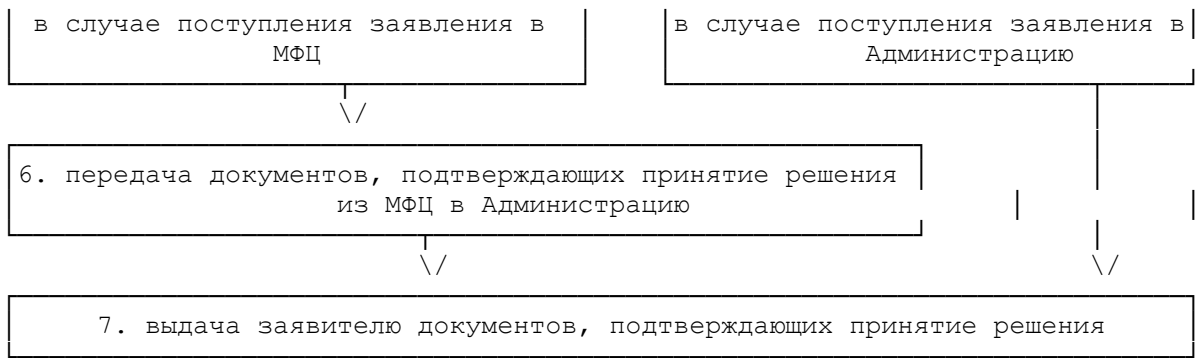 в случае поступления заявления в
МФЦ
в случае поступления заявления в
Администрацию
6. передача документов, подтверждающих принятие решения
из МФЦ в Администрацию
7. выдача заявителю документов, подтверждающих принятие решения